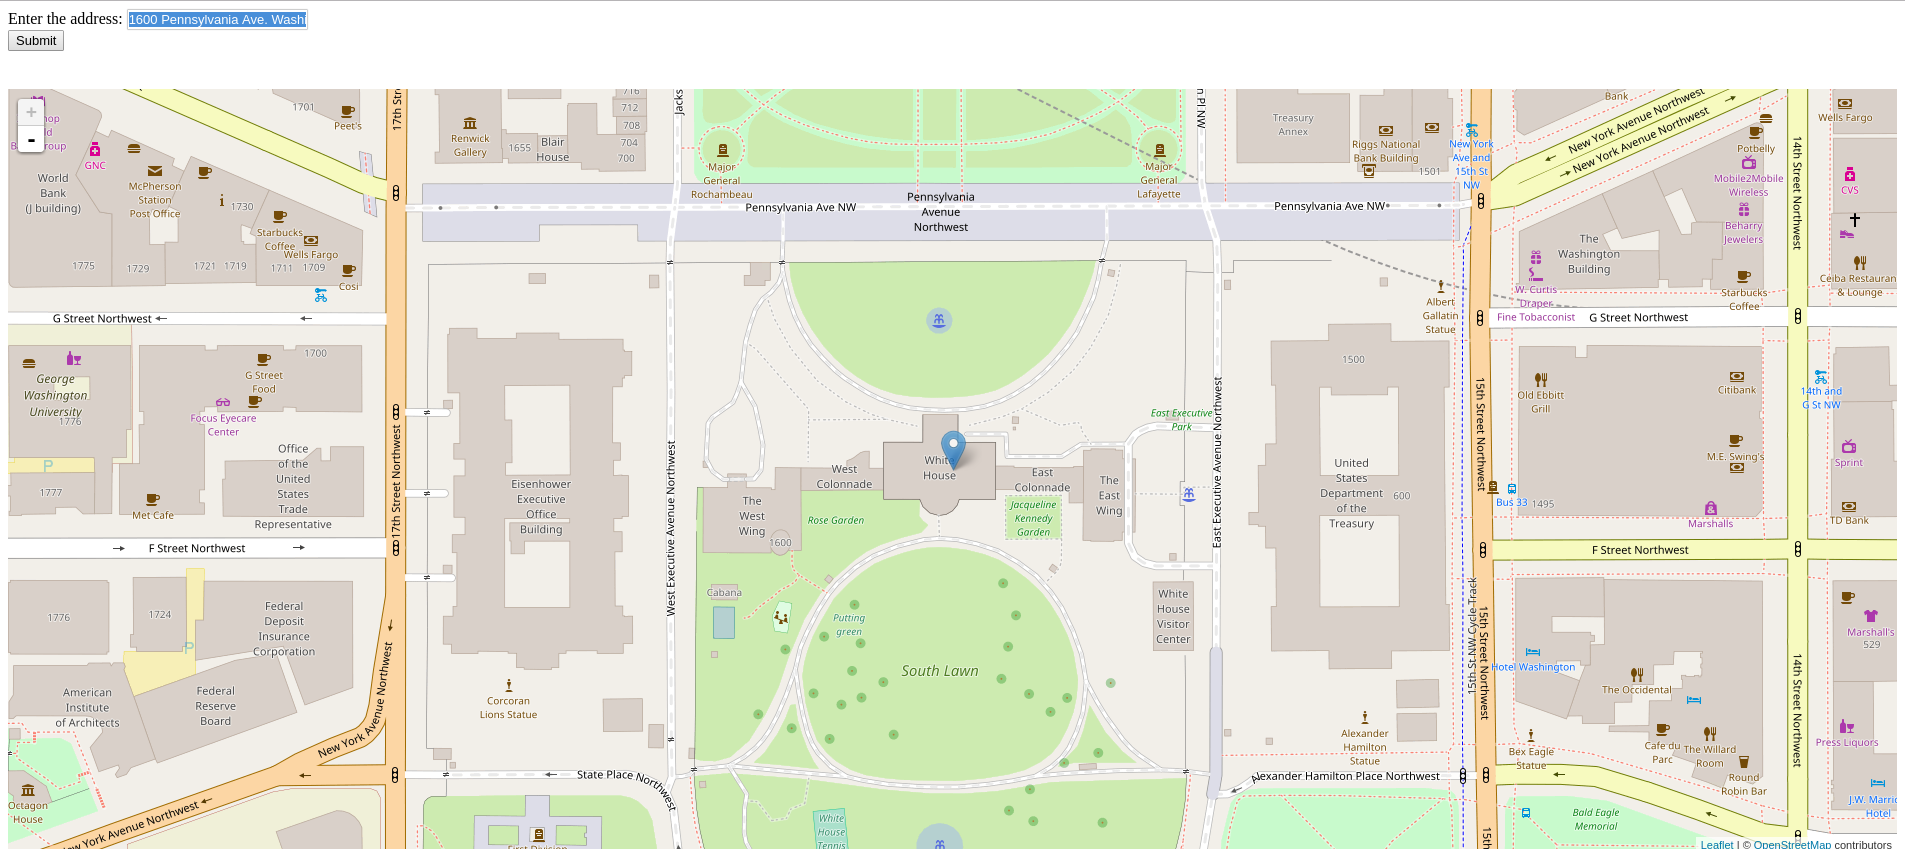 Enter the address: 1600 Pennsylvania Ave. Washi
Submit
+
-
1701
Peet's
17th Str
Renwick
Gallery
1655
Blair
House
716
712
708
704
700
Jacks
Major
General
Rochambeau
Major
General
Lafayette
n Pl NW
Treasury
Annex
Riggs National
Bank Building
1501
New York
Ave and
15th St
NW
Bank
New York Avenue Northwest
New York Avenue Northwest
Potbelly
Mobile2Mobile
Wireless
Beharry
Jewelers
14th Street Northwest
Wells Fargo
CVS
GNC
World
Bank
(J building)
McPherson
Station
Post Office
1730
Starbucks
Coffee
Wells Fargo
1775
1729
1721
1719
1711
1709
Cosi
Pennsylvania Ave NW
Pennsylvania
Avenue
Northwest
Pennsylvania Ave NW
The
Washington
Building
W. Curtis
Draper
Fine Tobacconist
Starbucks
Coffee
Ceiba Restauran
& Lounge
Albert
Gallatin
Statue
G Street Northwest
G Street Northwest
George
Washington
University
1776
1700
G Street
Food
Focus Eyecare
Center
Office
of the
United
States
Trade
Representative
P
1777
Met Cafe
17th Street Northwest
Eisenhower
Executive
Office
Building
West Executive Avenue Northwest
White
House
West
Colonnade
East
Colonnade
The
West
Wing
1600
Rose Garden
Jacqueline
Kennedy
Garden
The
East
Wing
East Executive
Park
East Executive Avenue Northwest
1500
United
States
Department
of the
Treasury
600
15th Street Northwest
Old Ebbitt
Grill
Citibank
M.E. Swing's
Bus 33
1495
Marshalls
14th and
G St NW
Sprint
TD Bank
F Street Northwest
F Street Northwest
1776
1724
Federal
Deposit
Insurance
Corporation
P
American
Institute
of Architects
Federal
Reserve
Board
New York Avenue Northwest
Cabana
Putting
green
South Lawn
White
House
Visitor
Center
15th St NW Cycle Track
15th Street Northwest
Hotel Washington
The Occidental
Marshall's
529
14th Street Northwest
Corcoran
Lions Statue
Alexander
Hamilton
Statue
Bex Eagle
Statue
Cafe du
Parc
The Willard
Room
Round
Robin Bar
Press Liquors
State Place Northwest
Alexander Hamilton Place Northwest
Octagon
House
New York Avenue Northwest
First Division
White
House
Tennis
15th
Bald Eagle
Memorial
J.W. Marrio
Hotel
Leaflet | © OpenStreetMap contributors